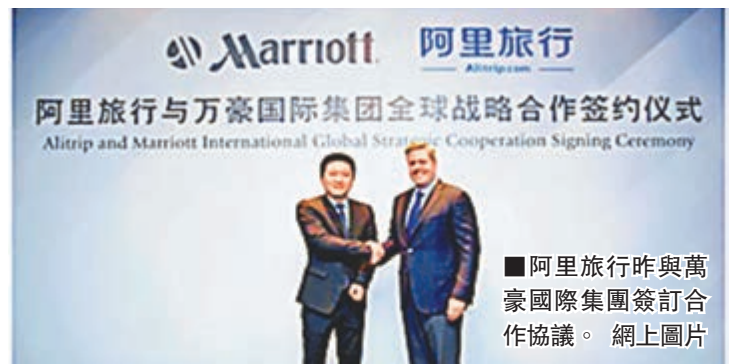 Marriott 阿里旅行
Alitrip.com
阿里旅行与万豪国际集团全球战略合作签约仪式
Alitrip and Marriott International Global Strategic Cooperation Signing Ceremony
■阿里旅行昨與萬
豪國際集團簽訂合
作協議。 網上圖片